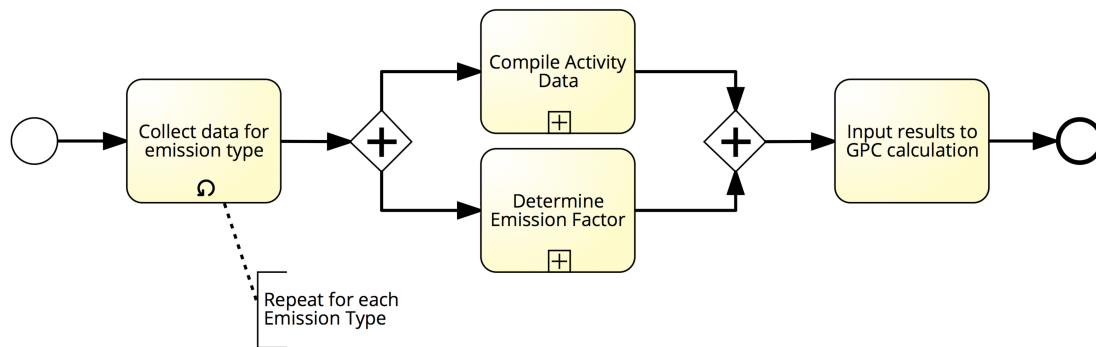 Collect data for
emission type
Repeat for each
Emission Type
Compile Activity
Data
Determine
Emission Factor
Input results to
GPC calculation